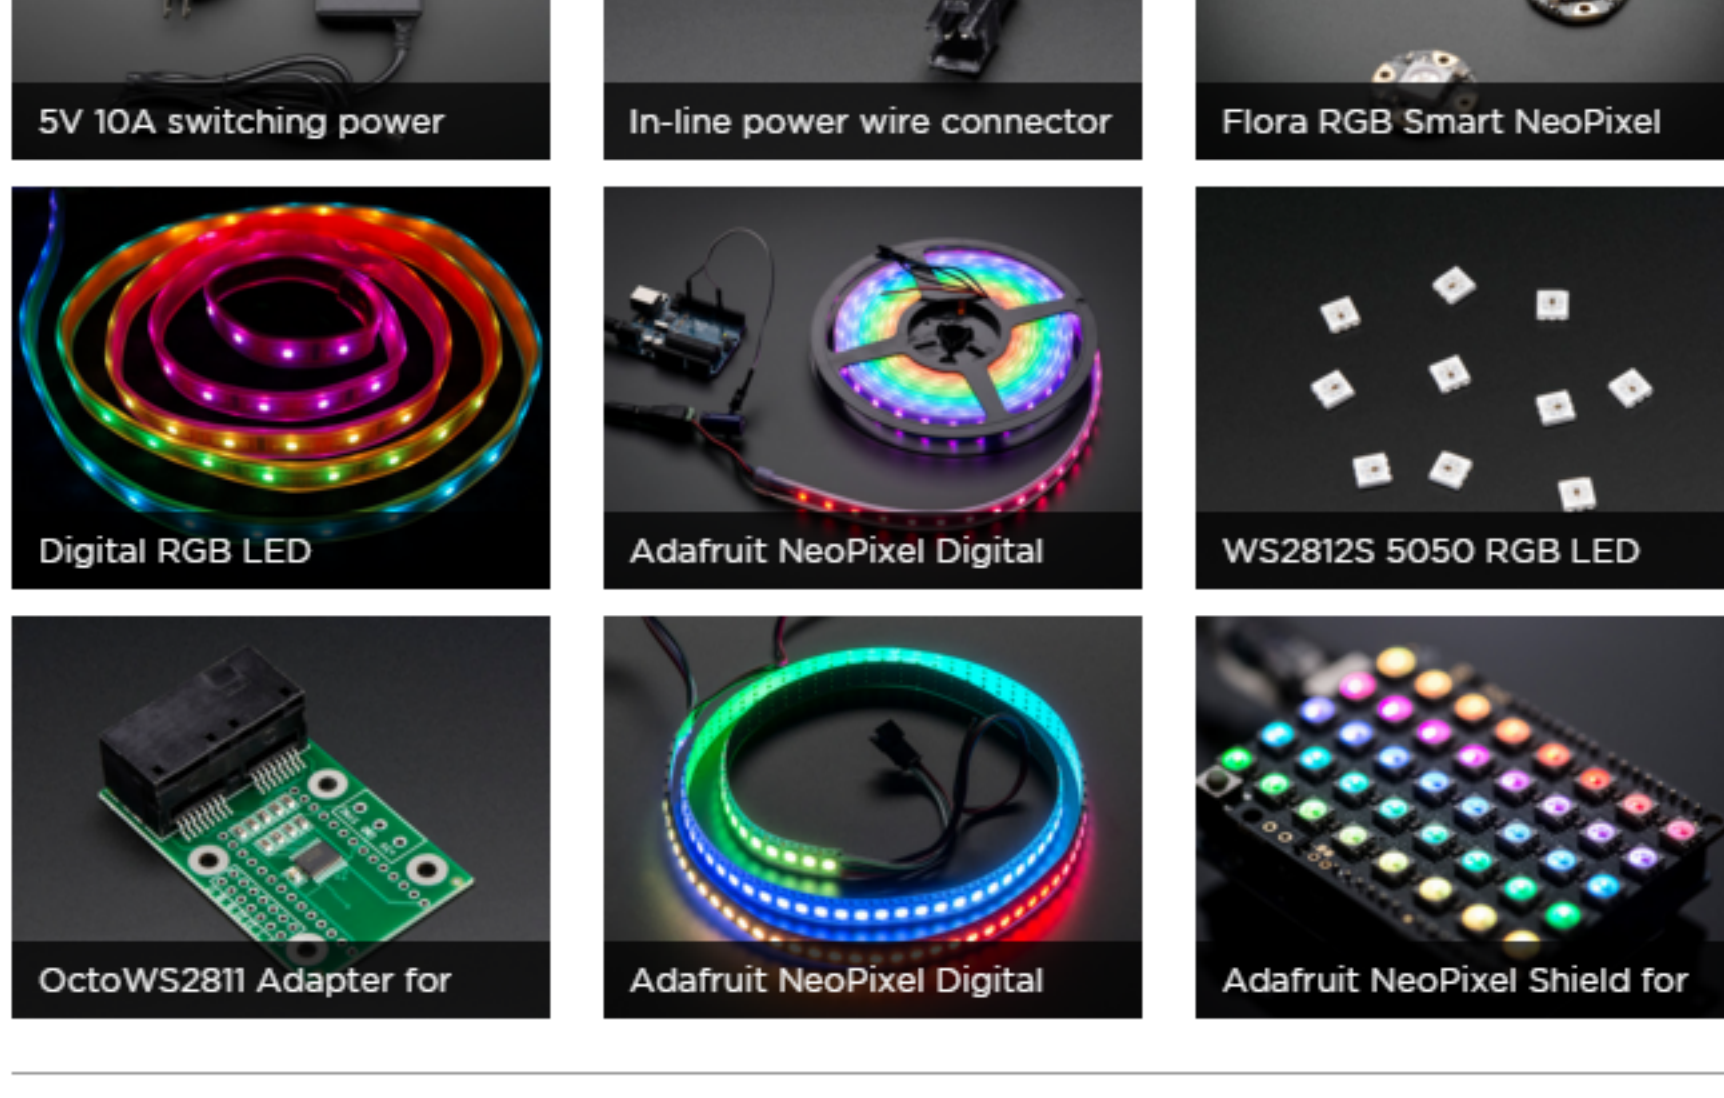 5V 10A switching power
In-line power wire connector
Flora RGB Smart NeoPixel
Digital RGB LED
Adafruit NeoPixel Digital
WS2812S 5050 RGB LED
OctoWS2811 Adapter for
Adafruit NeoPixel Digital
Adafruit NeoPixel Shield for